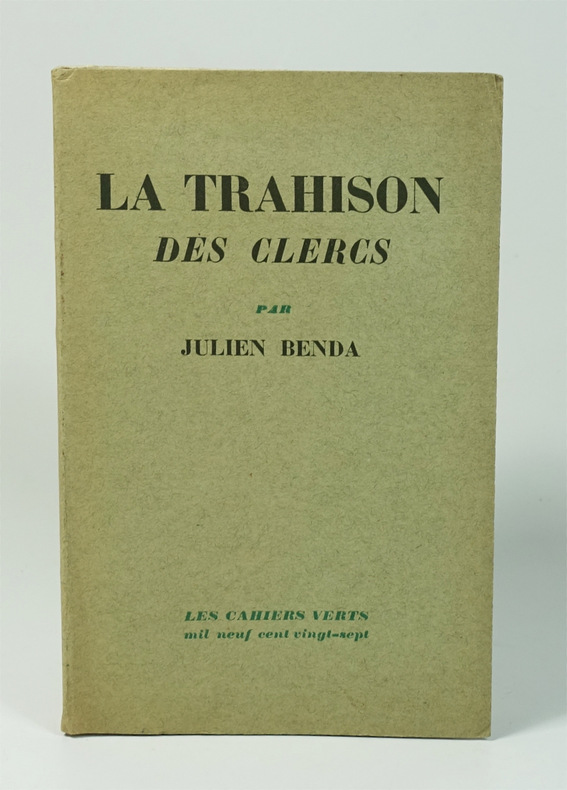 LA TRAHISON
DES CLERCS
PAR
JULIEN BENDA
LES CAHIERS VERTS
mil neuf cent vingt-sept